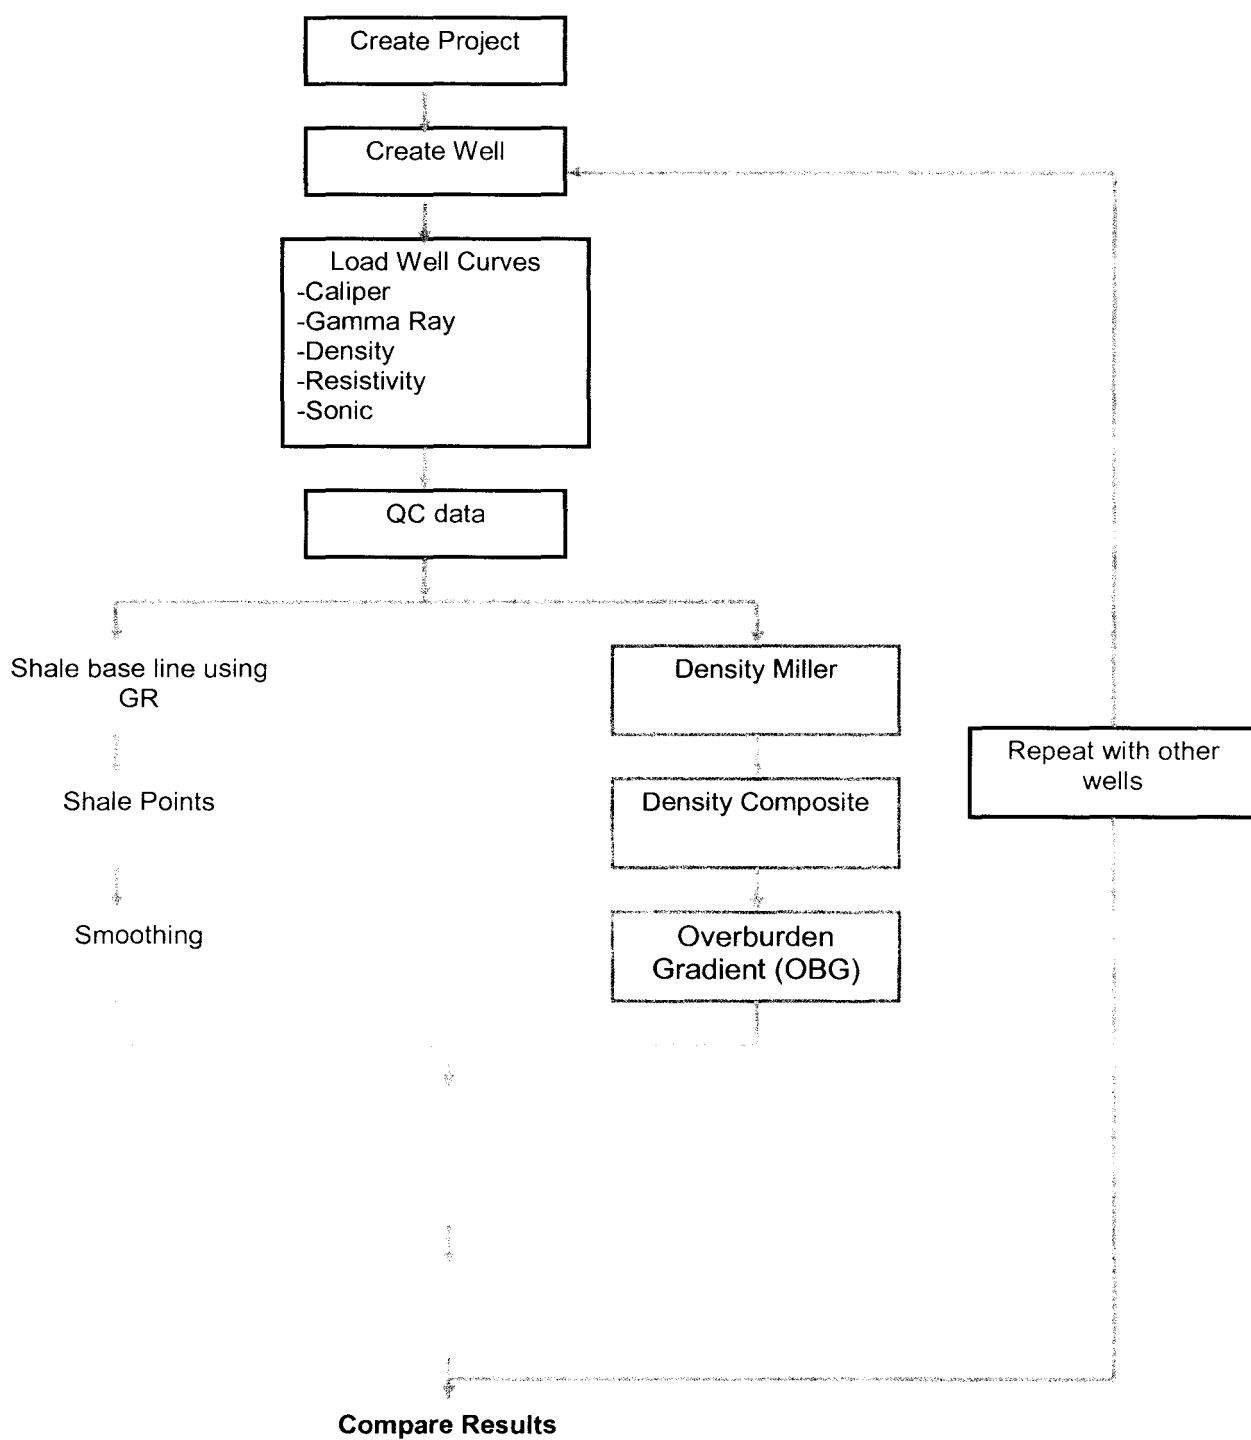 Create Project
Create Well
Load Well Curves
-Caliper
-Gamma Ray
-Density
-Resistivity
-Sonic
QC data
Shale base line using
GR
Shale Points
Smoothing
Density Miller
Density Composite
Overburden
Gradient (OBG)
Repeat with other
wells
Compare Results